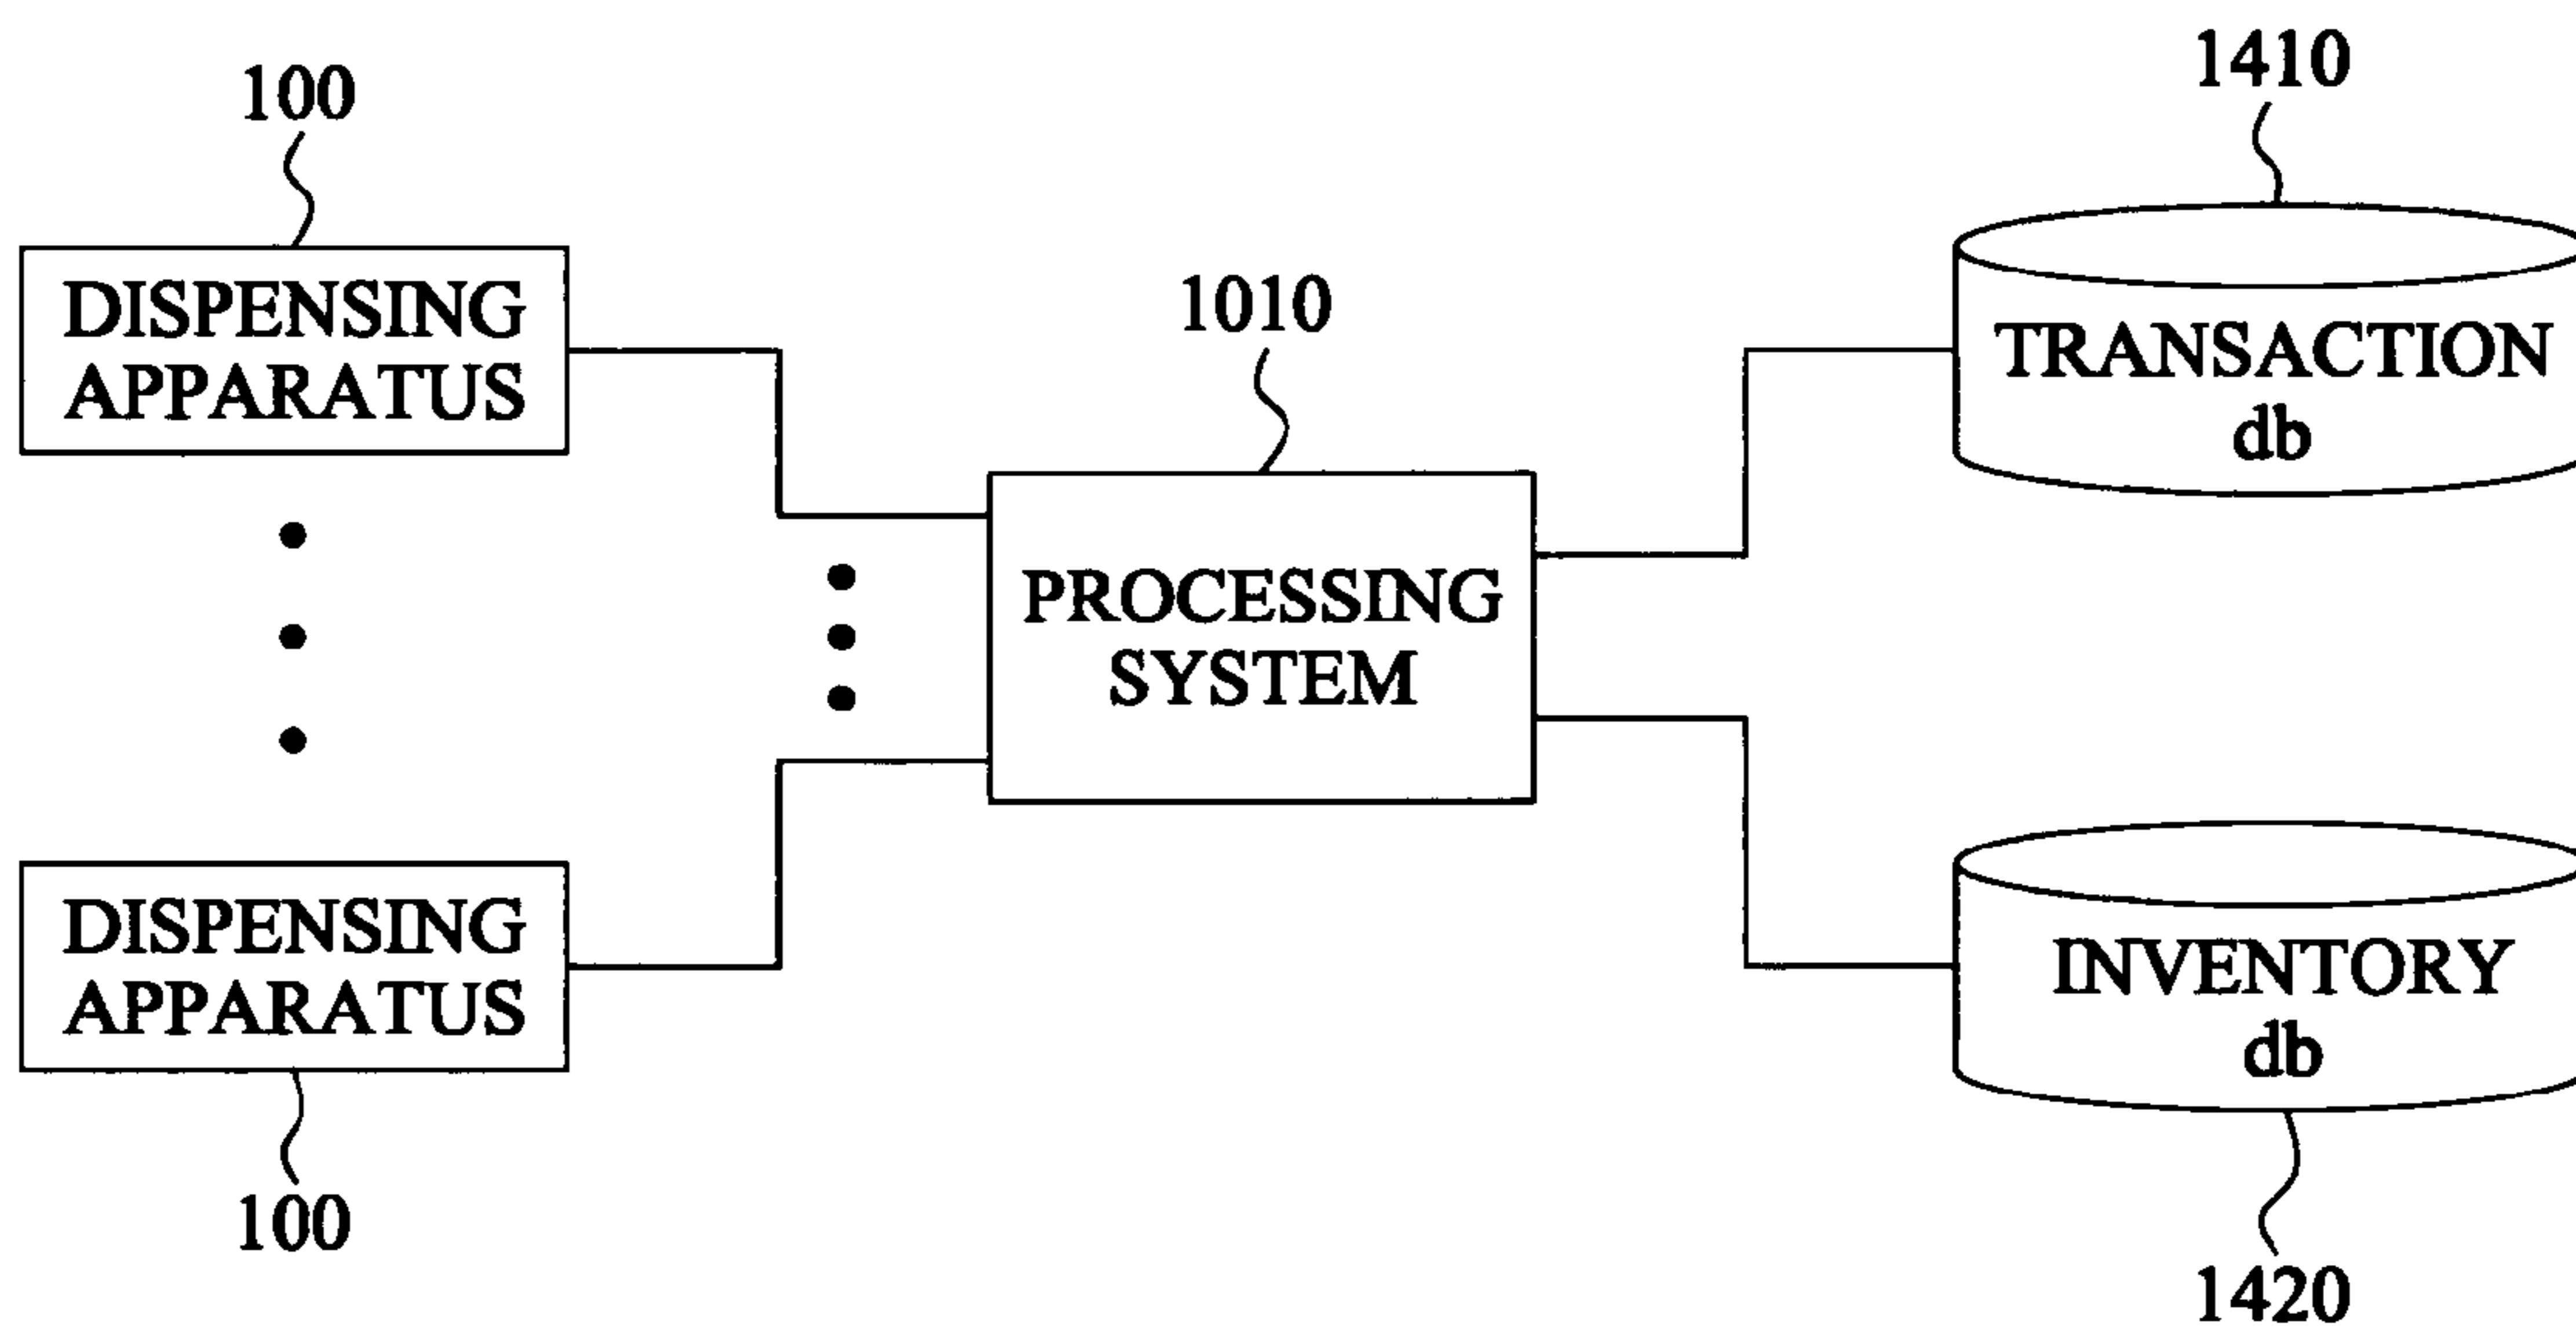 100
DISPENSING
APPARATUS
1010
PROCESSING
SYSTEM
1410
TRANSACTION
db
DISPENSING
APPARATUS
100
INVENTORY
db
1420